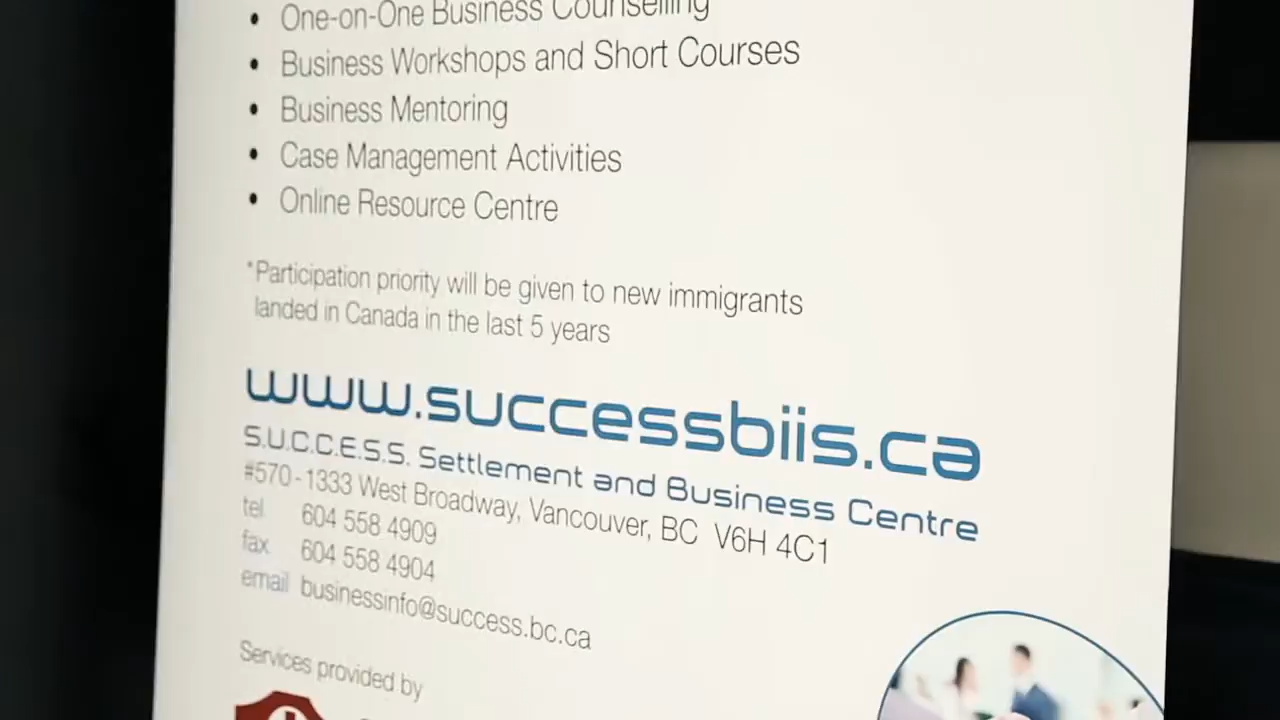 • One-on-One Business Counselling
• Business Workshops and Short Courses
• Business Mentoring
• Case Management Activities
• Online Resource Centre
*Participation priority will be given to new immigrants
landed in Canada in the last 5 years
www.successbiis.ca
S.U.C.C.E.S.S. Settlement and Business Centre
#570-1333 West Broadway, Vancouver, BC V6H 4C1
tel 604 558 4909
fax 604 558 4904
email businessinfo@success.bc.ca
Services provided by